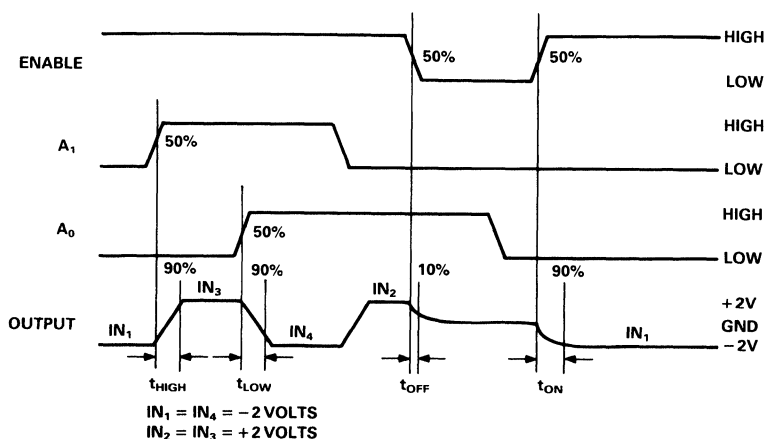 ENABLE 50% 50% HIGH
LOW
A₁ 50% HIGH
LOW
A₀ 50% HIGH
LOW
90% 90% 10% 90%
OUTPUT IN₁ IN₃ IN₄ IN₂ IN₁ +2V
GND
−2V
tHIGH tLOW tOFF tON
IN₁ = IN₄ = −2 VOLTS
IN₂ = IN₃ = +2 VOLTS